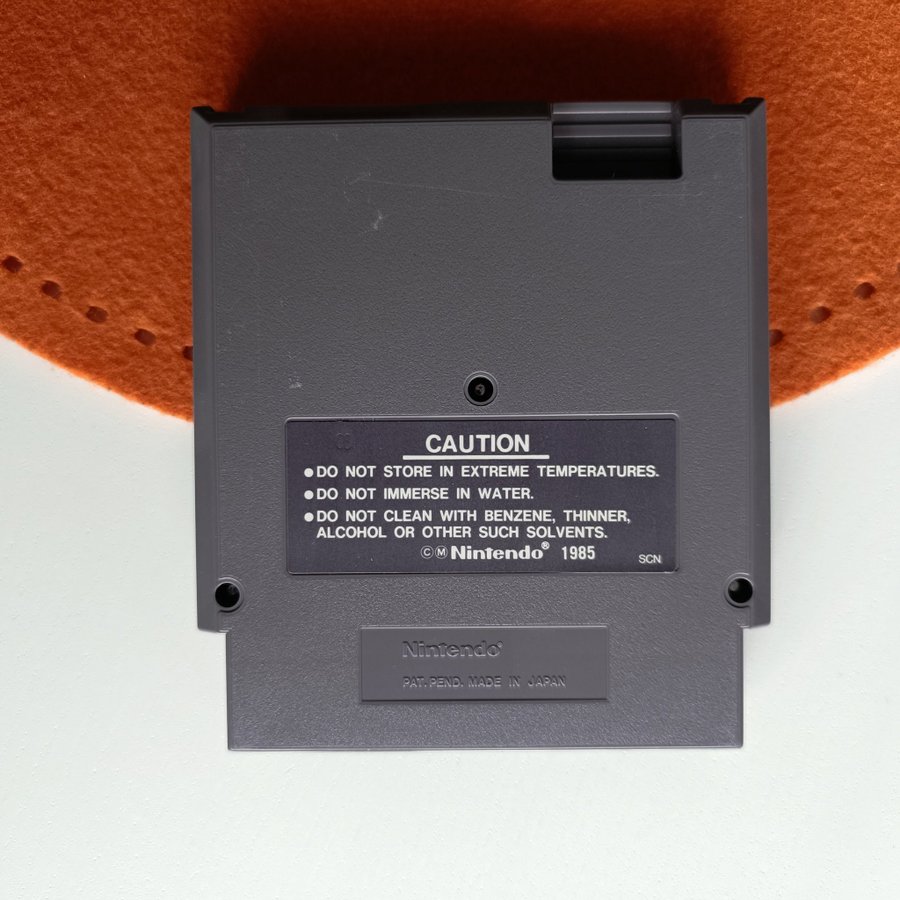 CAUTION
●DO NOT STORE IN EXTREME TEMPERATURES.
●DO NOT IMMERSE IN WATER.
●DO NOT CLEAN WITH BENZENE, THINNER,
ALCOHOL OR OTHER SUCH SOLVENTS.
ⒸⓂNintendo® 1985
SCN
Nintendo®
PAT. PEND. MADE IN JAPAN